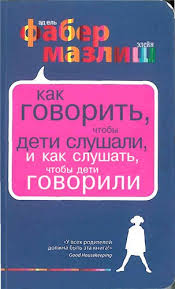 адель
фабер
мазлиш
элейн
как
говорить, чтобы
дети слушали,
и как слушать,
чтобы дети
говорили
«У всех родителей
должна быть эта книга!»
Good Housekeeping